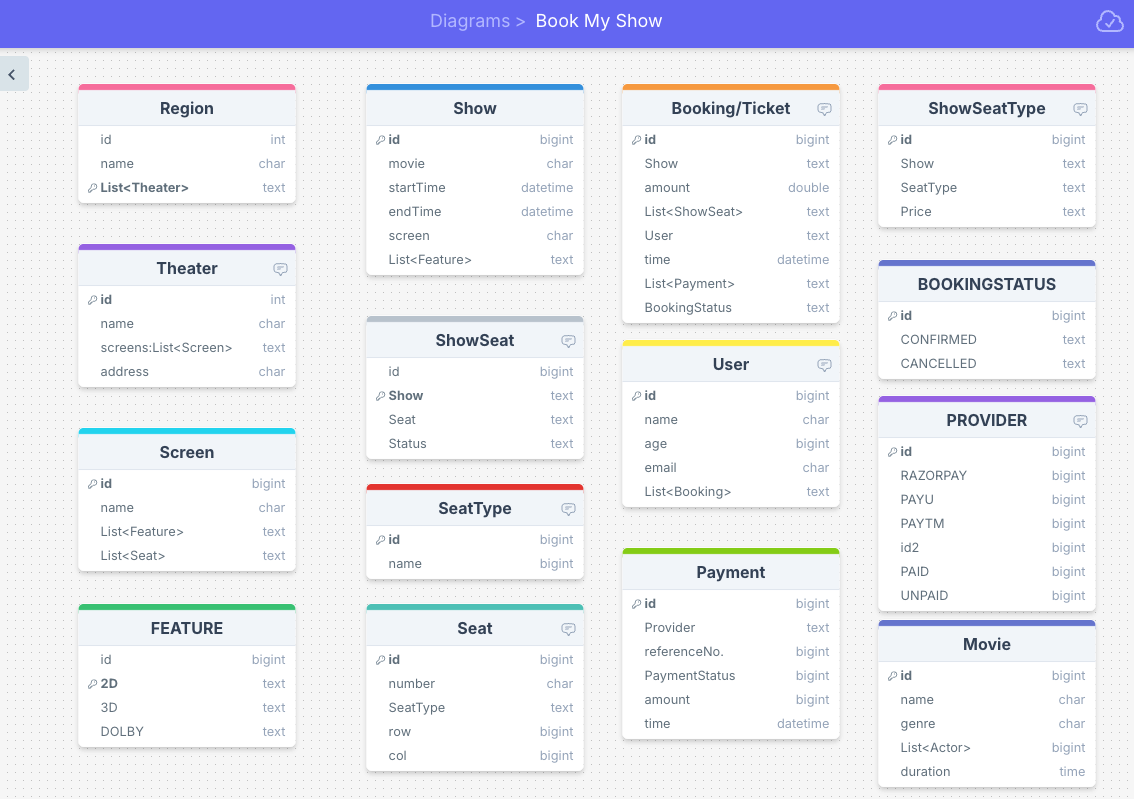 Diagrams > Book My Show
Region
id int
name char
List<Theater> text
Theater
id int
name char
screens:List<Screen> text
address char
Screen
id bigint
name char
List<Feature> text
List<Seat> text
FEATURE
id bigint
2D text
3D text
DOLBY text
Show
id bigint
movie char
startTime datetime
endTime datetime
screen char
List<Feature> text
ShowSeat
id bigint
Show text
Seat text
Status text
SeatType
id bigint
name bigint
Seat
id bigint
number char
SeatType text
row bigint
col bigint
Booking/Ticket
id bigint
Show text
amount double
List<ShowSeat> text
User text
time datetime
List<Payment> text
BookingStatus text
User
id bigint
name char
age bigint
email char
List<Booking> text
Payment
id bigint
Provider text
referenceNo. bigint
PaymentStatus bigint
amount bigint
time datetime
ShowSeatType
id bigint
Show text
SeatType text
Price text
BOOKINGSTATUS
id bigint
CONFIRMED text
CANCELLED text
PROVIDER
id bigint
RAZORPAY bigint
PAYU bigint
PAYTM bigint
id2 bigint
PAID bigint
UNPAID bigint
Movie
id bigint
name char
genre char
List<Actor> bigint
duration time